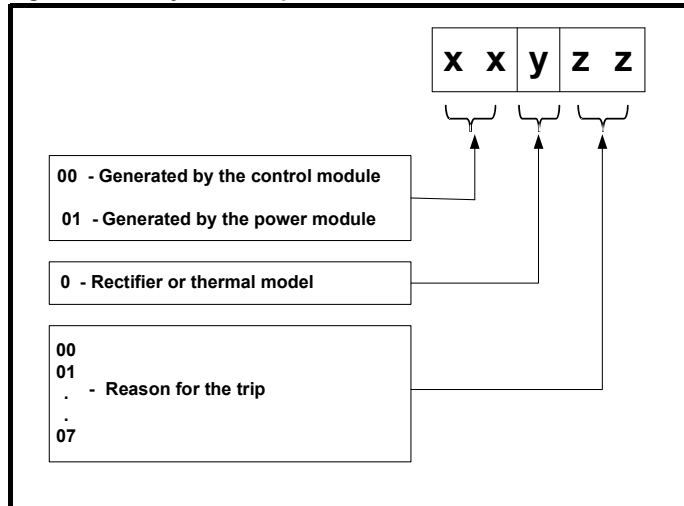 x x y z z
00 - Generated by the control module
01 - Generated by the power module
0 - Rectifier or thermal model
00
01
.
- Reason for the trip
.
07